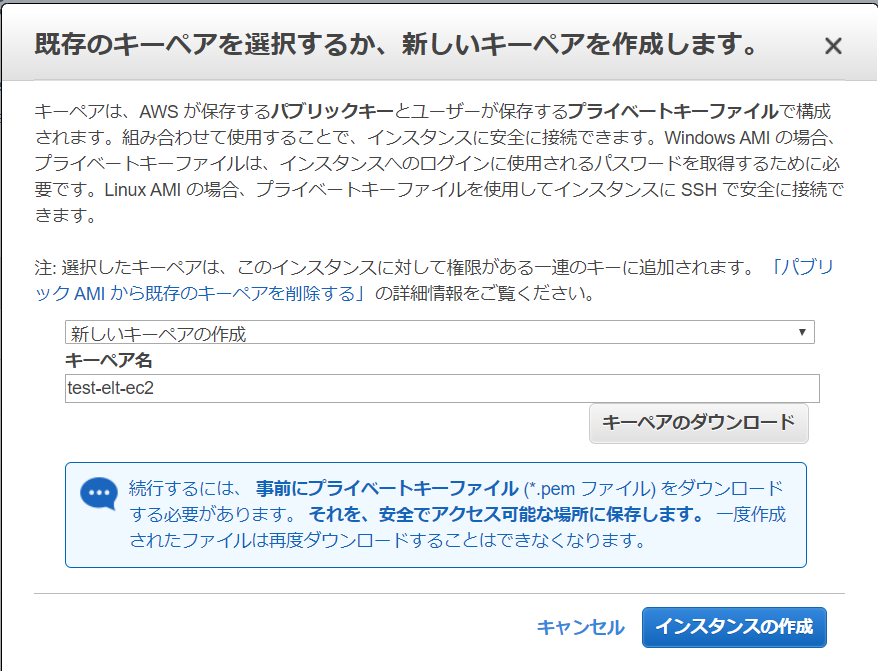 既存のキーペアを選択するか、新しいキーペアを作成します。
キーペアは、AWS が保存するパブリックキーとユーザーが保存するプライベートキーファイルで構成
されます。組み合わせて使用することで、インスタンスに安全に接続できます。Windows AMI の場合、
プライベートキーファイルは、インスタンスへのログインに使用されるパスワードを取得するために必
要です。Linux AMI の場合、プライベートキーファイルを使用してインスタンスに SSH で安全に接続で
きます。
注: 選択したキーペアは、このインスタンスに対して権限がある一連のキーに追加されます。「パブリ
ック AMI から既存のキーペアを削除する」 の詳細情報をご覧ください。
新しいキーペアの作成
キーペア名
test-elt-ec2
キーペアのダウンロード
続行するには、 事前にプライベートキーファイル (*.pem ファイル) をダウンロード
する必要があります。 それを、安全でアクセス可能な場所に保存します。 一度作成
されたファイルは再度ダウンロードすることはできなくなります。
キャンセル
インスタンスの作成